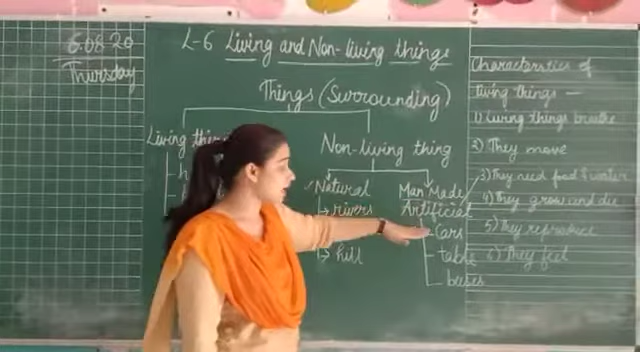 6.08.20
Thursday
L-6 Living and Non-living things
Things (Surrounding)
Living
Non-living thing
Natural
rivers
hill
Man Made
Artificial
Cars
table
buses
Characteristics of
living things —
1) Living things breathe
2) They move
3) They need food & water
4) They grow and die
5) They reproduce
6) They feel